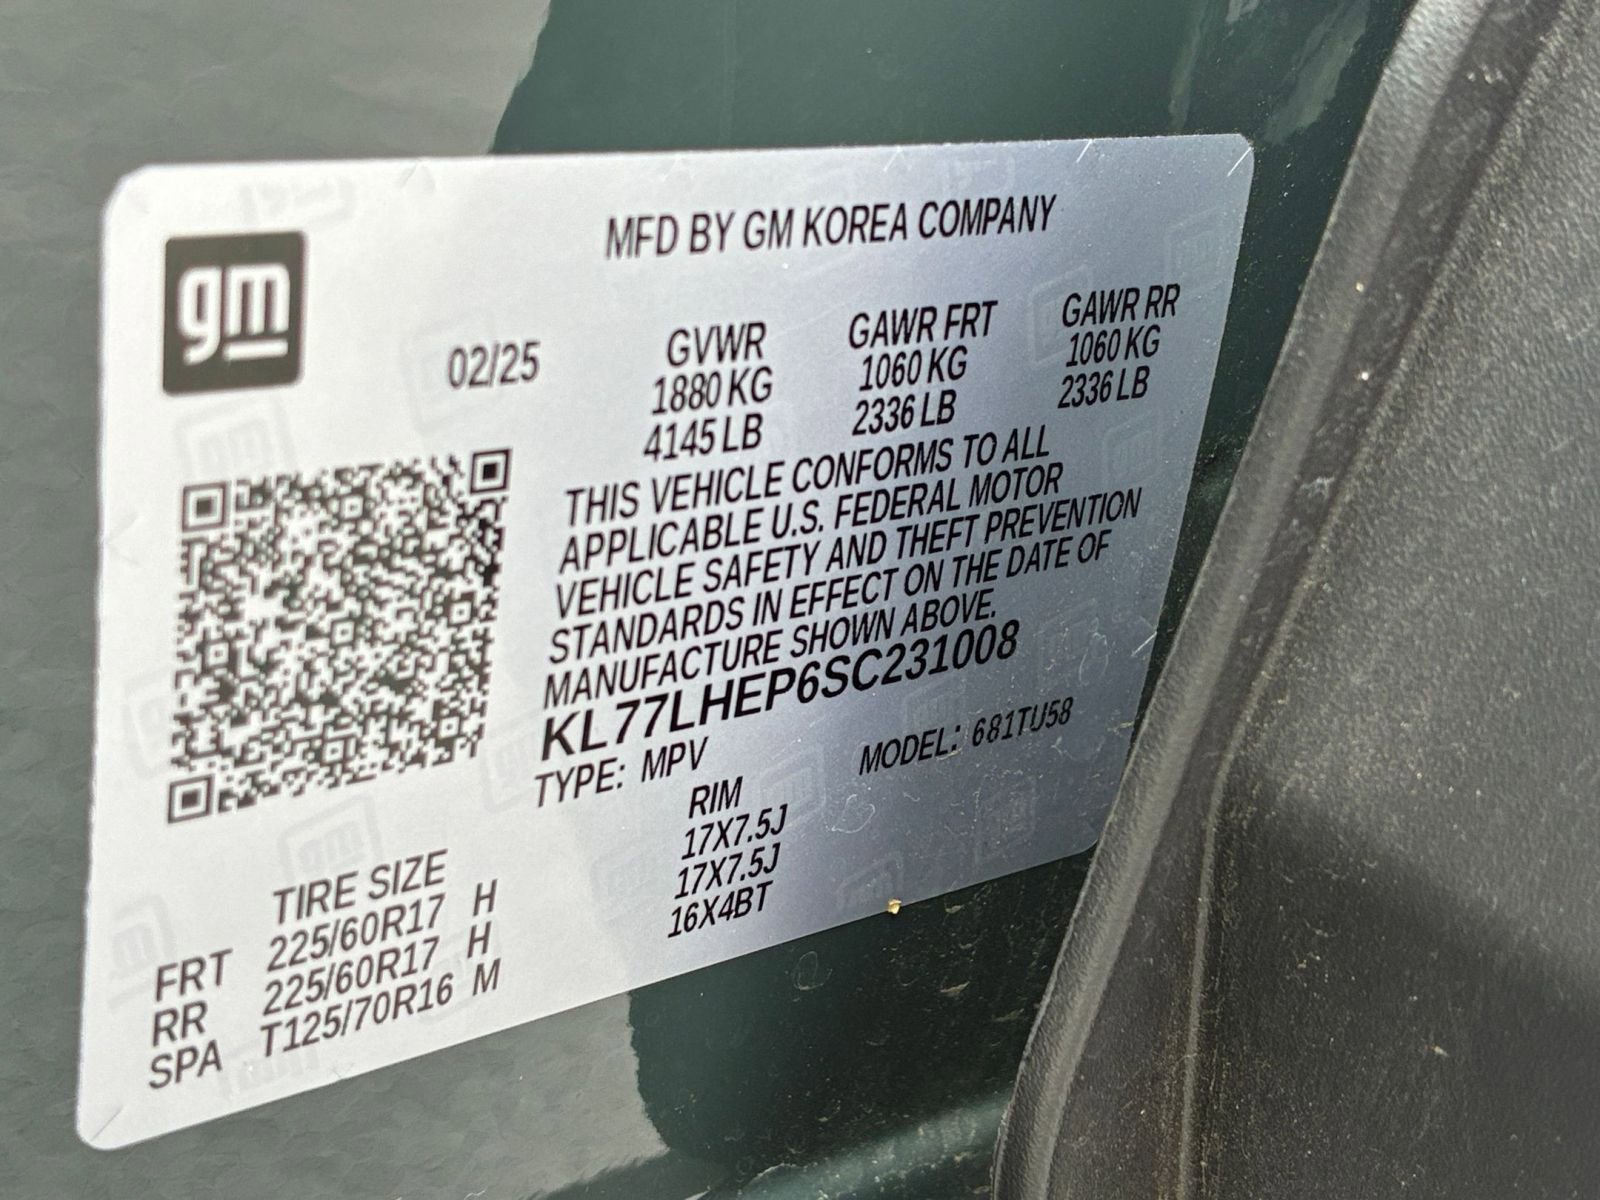 gm
MFD BY GM KOREA COMPANY
02/25
GVWR GAWR FRT GAWR RR
1880 KG 1060 KG 1060 KG
4145 LB 2336 LB 2336 LB
THIS VEHICLE CONFORMS TO ALL
APPLICABLE U.S. FEDERAL MOTOR
VEHICLE SAFETY AND THEFT PREVENTION
STANDARDS IN EFFECT ON THE DATE OF
MANUFACTURE SHOWN ABOVE.
KL77LHEP6SC231008
TYPE: MPV MODEL: 681TU58
TIRE SIZE RIM
FRT 225/60R17 H 17X7.5J
RR 225/60R17 H 17X7.5J
SPA T125/70R16 M 16X4BT